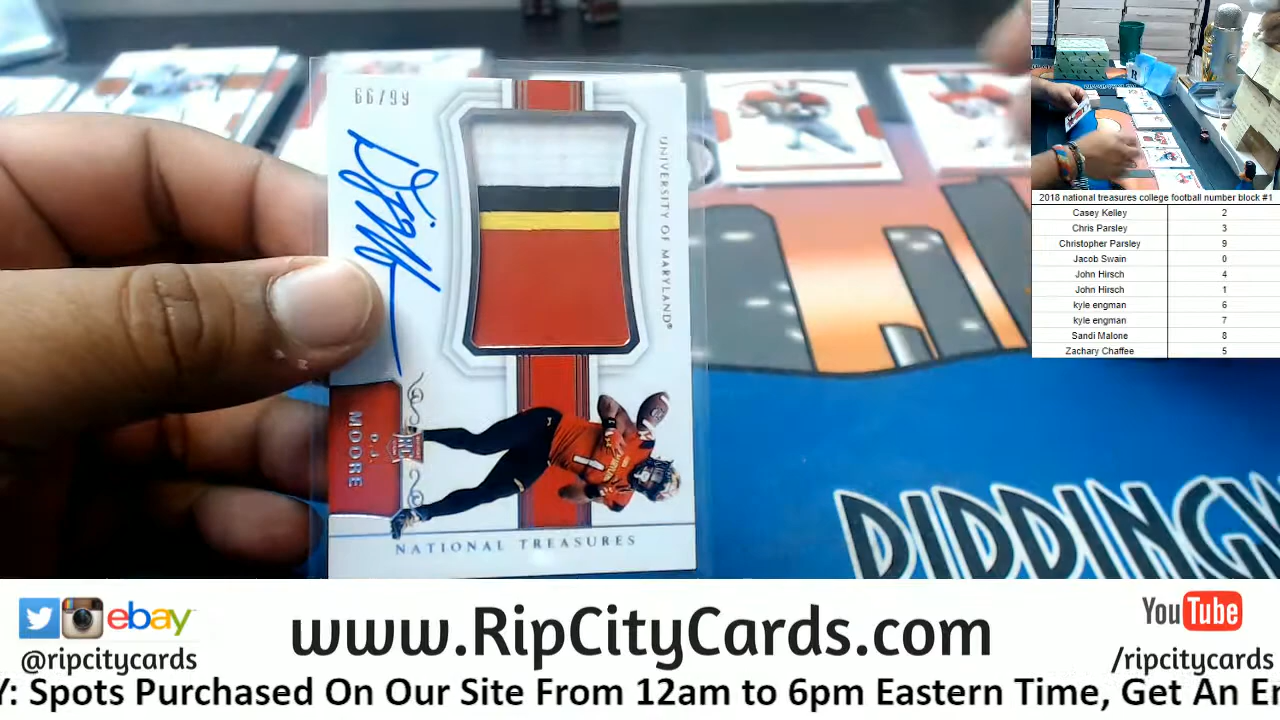 66/99
UNIVERSITY OF MARYLAND®
D.J.
MOORE
RC
NATIONAL TREASURES
2018 national treasures college football number block #1
Casey Kelley 2
Chris Parsley 3
Christopher Parsley 9
Jacob Swain 0
John Hirsch 4
John Hirsch 1
kyle engman 6
kyle engman 7
Sandi Malone 8
Zachary Chaffee 5
ebay
@ripcitycards
www.RipCityCards.com
YouTube
/ripcitycards
Y: Spots Purchased On Our Site From 12am to 6pm Eastern Time, Get An